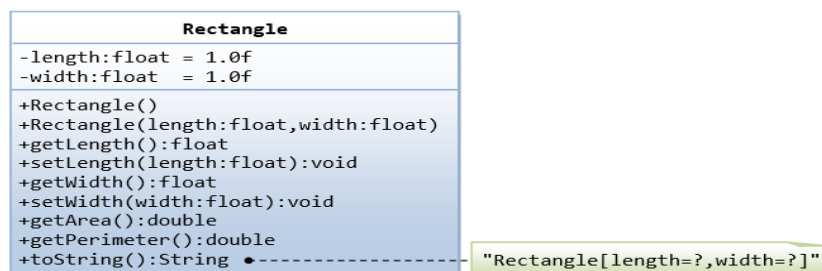 Rectangle
-length:float = 1.0f
-width:float  = 1.0f
+Rectangle()
+Rectangle(length:float,width:float)
+getLength():float
+setLength(length:float):void
+getWidth():float
+setWidth(width:float):void
+getArea():double
+getPerimeter():double
+toString():String
"Rectangle[length=?,width=?]"